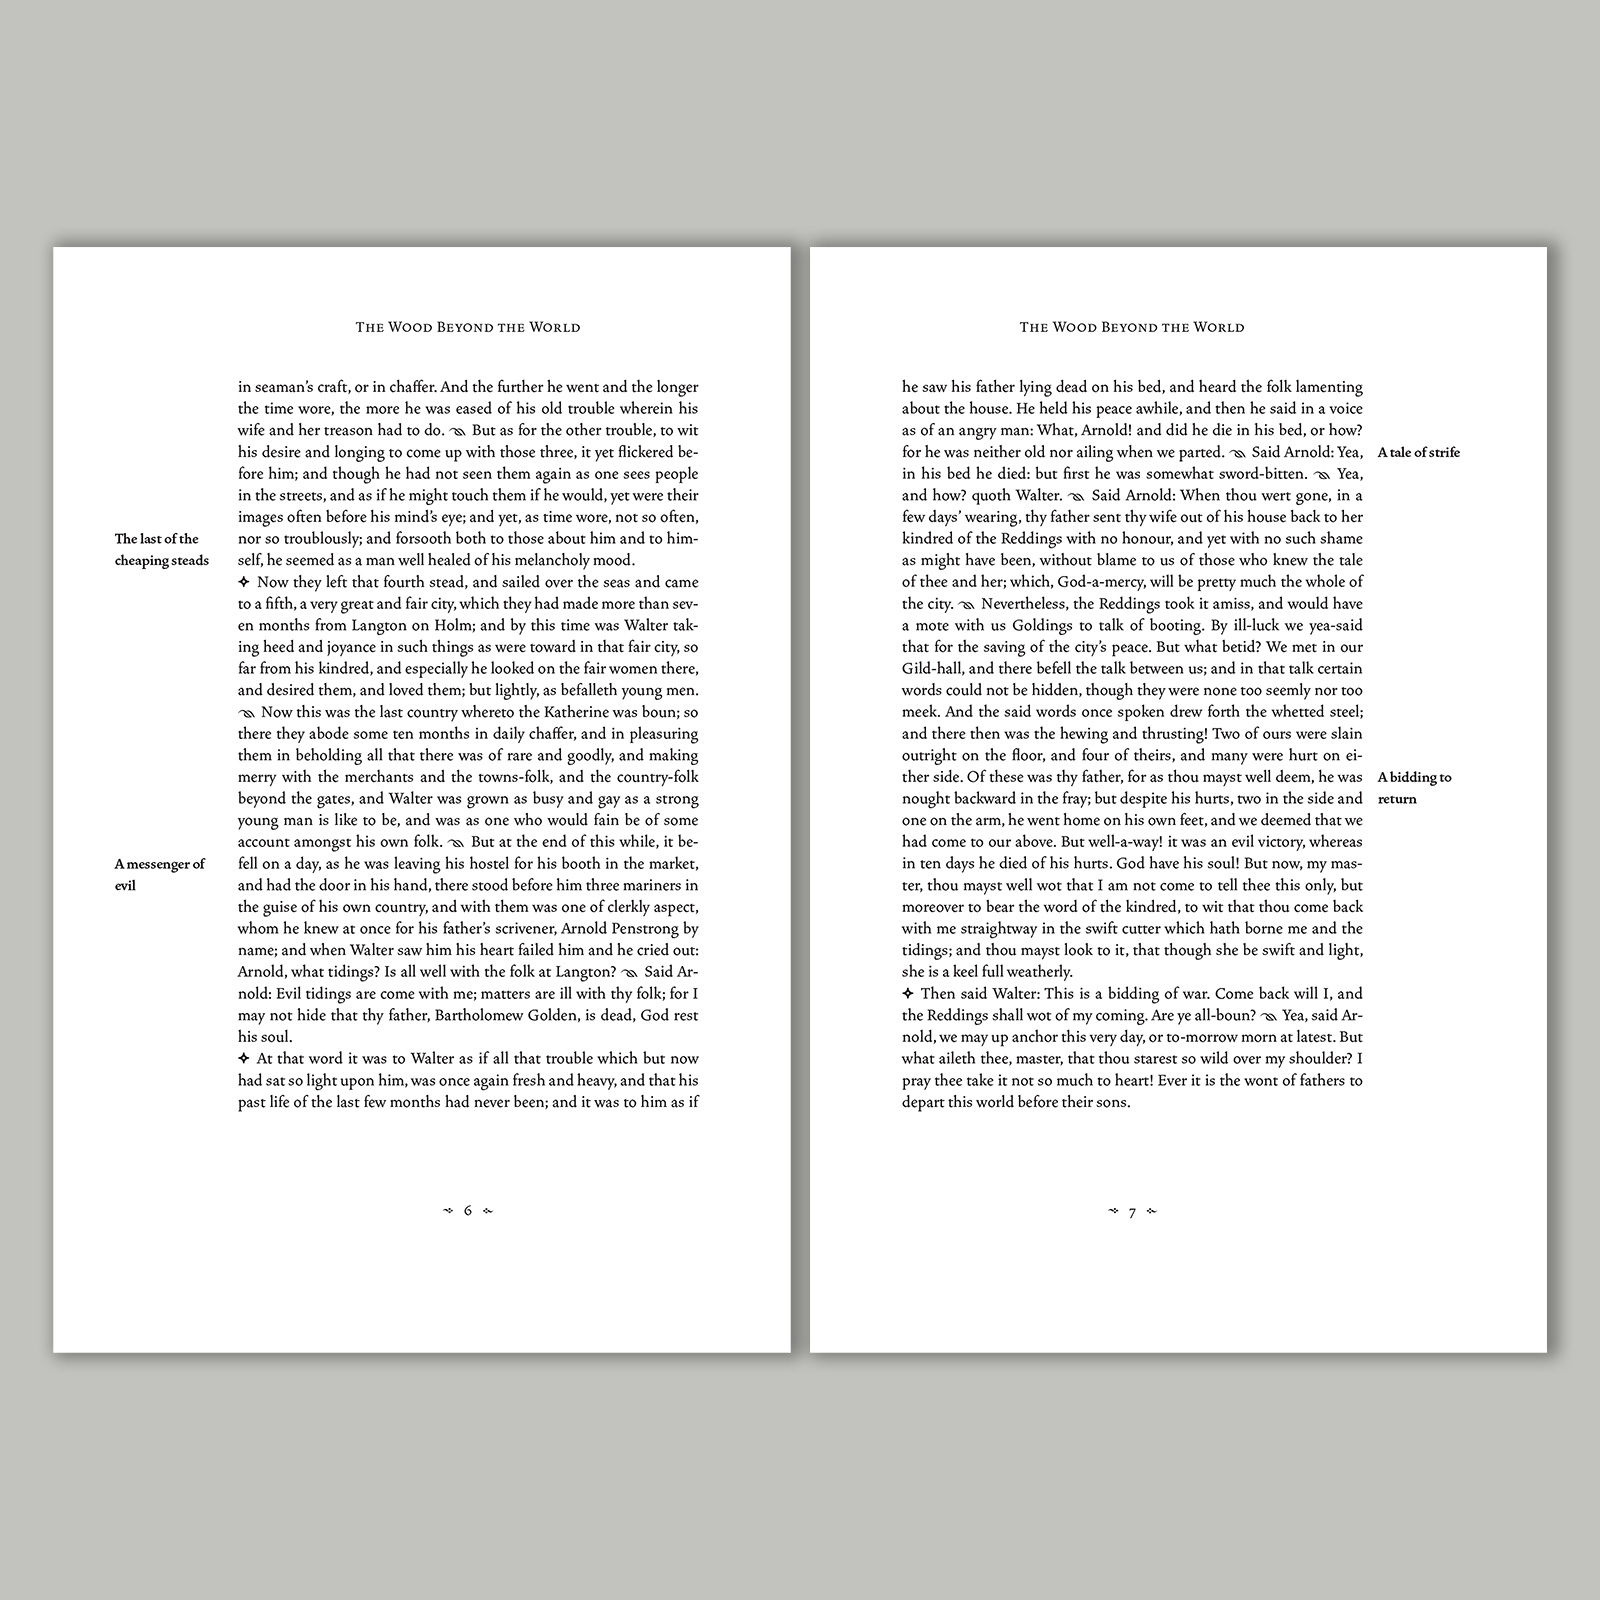 The Wood Beyond the World
in seaman's craft, or in chaffer. And the further he went and the longer
the time wore, the more he was eased of his old trouble wherein his
wife and her treason had to do. But as for the other trouble, to wit
his desire and longing to come up with those three, it yet flickered be-
fore him; and though he had not seen them again as one sees people
in the streets, and as if he might touch them if he would, yet were their
images often before his mind's eye; and yet, as time wore, not so often,
nor so troublously; and forsooth both to those about him and to him-
self, he seemed as a man well healed of his melancholy mood.
The last of the
cheaping steads
✧ Now they left that fourth stead, and sailed over the seas and came
to a fifth, a very great and fair city, which they had made more than sev-
en months from Langton on Holm; and by this time was Walter tak-
ing heed and joyance in such things as were toward in that fair city, so
far from his kindred, and especially he looked on the fair women there,
and desired them, and loved them; but lightly, as befalleth young men.
Now this was the last country whereto the Katherine was boun; so
there they abode some ten months in daily chaffer, and in pleasuring
them in beholding all that there was of rare and goodly, and making
merry with the merchants and the towns-folk, and the country-folk
beyond the gates, and Walter was grown as busy and gay as a strong
young man is like to be, and was as one who would fain be of some
account amongst his own folk. But at the end of this while, it be-
A messenger of
evil
fell on a day, as he was leaving his hostel for his booth in the market,
and had the door in his hand, there stood before him three mariners in
the guise of his own country, and with them was one of clerkly aspect,
whom he knew at once for his father's scrivener, Arnold Penstrong by
name; and when Walter saw him his heart failed him and he cried out:
Arnold, what tidings? Is all well with the folk at Langton? Said Ar-
nold: Evil tidings are come with me; matters are ill with thy folk; for I
may not hide that thy father, Bartholomew Golden, is dead, God rest
his soul.
✧ At that word it was to Walter as if all that trouble which but now
had sat so light upon him, was once again fresh and heavy, and that his
past life of the last few months had never been; and it was to him as if
6
The Wood Beyond the World
he saw his father lying dead on his bed, and heard the folk lamenting
about the house. He held his peace awhile, and then he said in a voice
as of an angry man: What, Arnold! and did he die in his bed, or how?
for he was neither old nor ailing when we parted. Said Arnold: Yea,
A tale of strife
in his bed he died: but first he was somewhat sword-bitten. Yea,
and how? quoth Walter. Said Arnold: When thou wert gone, in a
few days' wearing, thy father sent thy wife out of his house back to her
kindred of the Reddings with no honour, and yet with no such shame
as might have been, without blame to us of those who knew the tale
of thee and her; which, God-a-mercy, will be pretty much the whole of
the city. Nevertheless, the Reddings took it amiss, and would have
a mote with us Goldings to talk of booting. By ill-luck we yea-said
that for the saving of the city's peace. But what betid? We met in our
Gild-hall, and there befell the talk between us; and in that talk certain
words could not be hidden, though they were none too seemly nor too
meek. And the said words once spoken drew forth the whetted steel;
and there then was the hewing and thrusting! Two of ours were slain
outright on the floor, and four of theirs, and many were hurt on ei-
ther side. Of these was thy father, for as thou mayst well deem, he was
A bidding to
return
nought backward in the fray; but despite his hurts, two in the side and
one on the arm, he went home on his own feet, and we deemed that we
had come to our above. But well-a-way! it was an evil victory, whereas
in ten days he died of his hurts. God have his soul! But now, my mas-
ter, thou mayst well wot that I am not come to tell thee this only, but
moreover to bear the word of the kindred, to wit that thou come back
with me straightway in the swift cutter which hath borne me and the
tidings; and thou mayst look to it, that though she be swift and light,
she is a keel full weatherly.
✧ Then said Walter: This is a bidding of war. Come back will I, and
the Reddings shall wot of my coming. Are ye all-boun? Yea, said Ar-
nold, we may up anchor this very day, or to-morrow morn at latest. But
what aileth thee, master, that thou starest so wild over my shoulder? I
pray thee take it not so much to heart! Ever it is the wont of fathers to
depart this world before their sons.
7